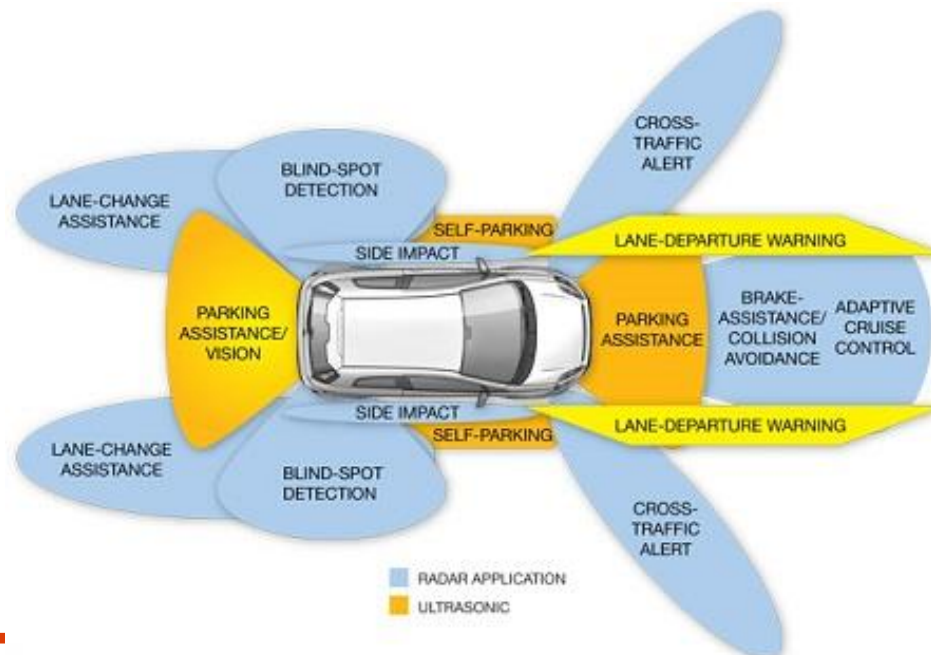 CROSS-
TRAFFIC
ALERT
BLIND-SPOT
DETECTION
LANE-CHANGE
ASSISTANCE
SELF-PARKING
LANE-DEPARTURE WARNING
SIDE IMPACT
PARKING
ASSISTANCE/
VISION
PARKING
ASSISTANCE
BRAKE-
ASSISTANCE/
COLLISION
AVOIDANCE
ADAPTIVE
CRUISE
CONTROL
SIDE IMPACT
SELF-PARKING
LANE-DEPARTURE WARNING
LANE-CHANGE
ASSISTANCE
BLIND-SPOT
DETECTION
CROSS-
TRAFFIC
ALERT
RADAR APPLICATION
ULTRASONIC